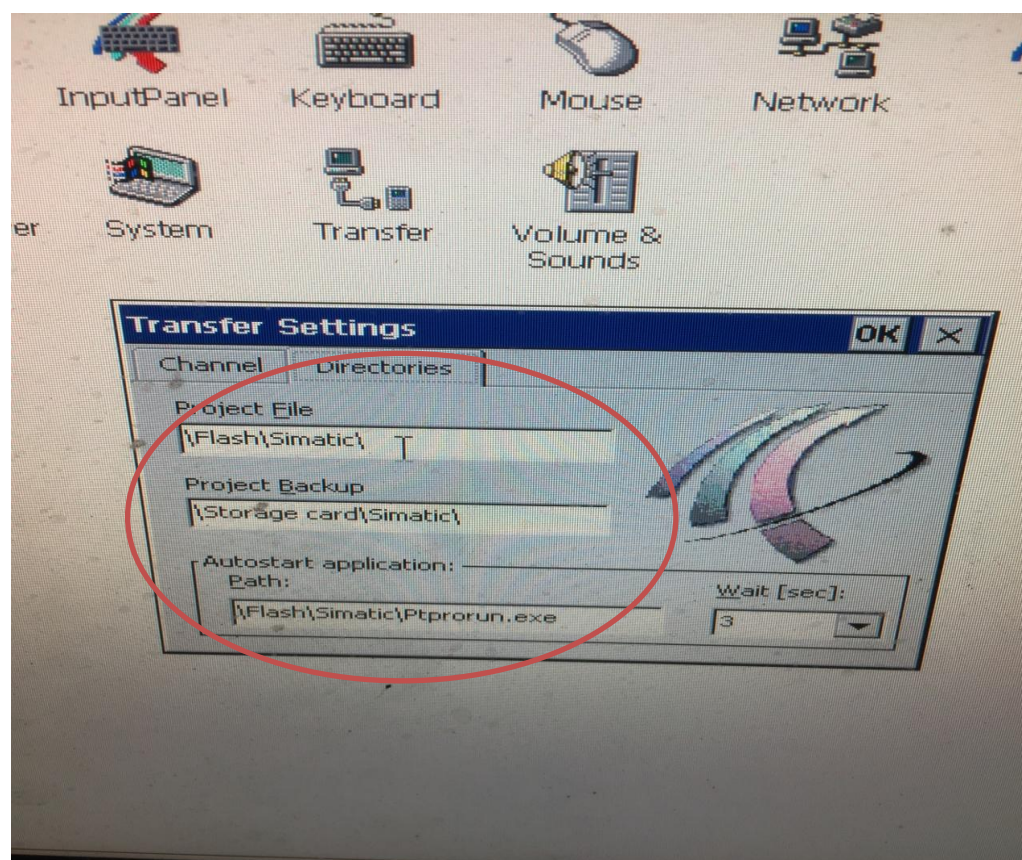 InputPanel
Keyboard
Mouse
Network
er
System
Transfer
Volume &
Sounds
Transfer Settings
OK
Channel
Directories
Project File
\Flash\Simatic\
Project Backup
\Storage card\Simatic\
Autostart application:
Path:
Wait [sec]:
\Flash\Simatic\Ptprorun.exe
3